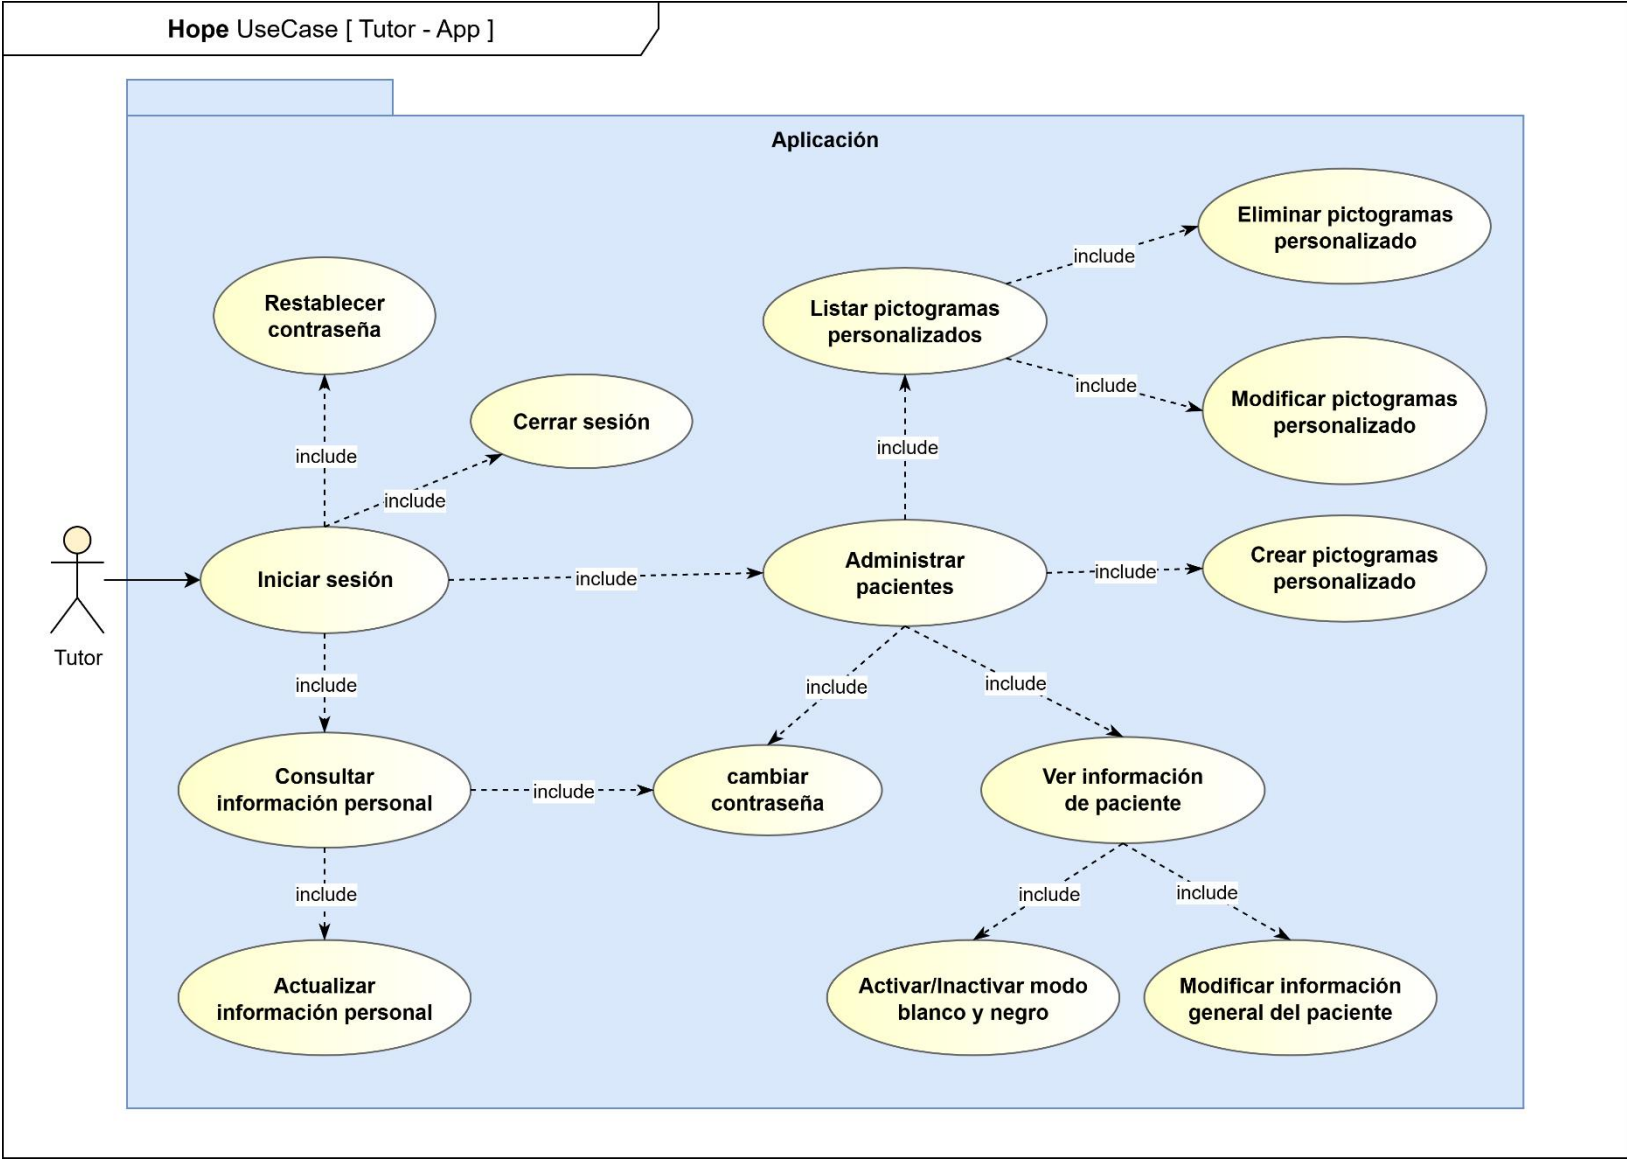 Hope UseCase [ Tutor - App ]
Aplicación
Eliminar pictogramas
personalizado
include
Restablecer
contraseña
Listar pictogramas
personalizados
include
Modificar pictogramas
personalizado
Cerrar sesión
include
include
include
Iniciar sesión
include
Administrar
pacientes
include
Crear pictogramas
personalizado
Tutor
include
include
include
Consultar
información personal
include
cambiar
contraseña
Ver información
de paciente
include
include
include
Actualizar
información personal
Activar/Inactivar modo
blanco y negro
Modificar información
general del paciente